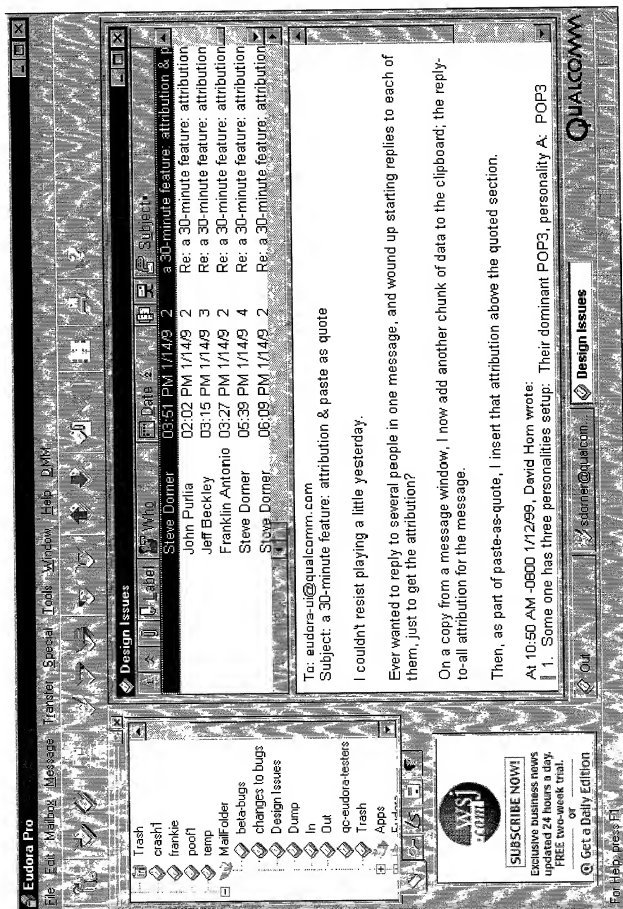 Eudora Pro
File Edit Mailbox Message Transfer Special Tools Window Help DMM
Trash
crash1
frankie
poof1
temp
MailFolder
beta-bugs
changes to bugs
Design Issues
Dump
In
Out
qc-eudora-testers
Trash
Apps
Eudora
wsj
.com
SUBSCRIBE NOW!
Exclusive business news
updated 24 hours a day.
FREE two-week trial.
or
Get a Daily Edition
Design Issues
Label Who Date Subject
Steve Dorner 03:51 PM 1/14/9 2 a 30-minute feature: attribution & p
John Purlia 02:02 PM 1/14/9 2 Re: a 30-minute feature: attribution
Jeff Beckley 03:15 PM 1/14/9 3 Re: a 30-minute feature: attribution
Franklin Antonio 03:27 PM 1/14/9 2 Re: a 30-minute feature: attribution
Steve Dorner 05:39 PM 1/14/9 4 Re: a 30-minute feature: attribution
Steve Dorner 06:09 PM 1/14/9 2 Re: a 30-minute feature: attribution
To: eudora-ui@qualcomm.com
Subject: a 30-minute feature: attribution & paste as quote
I couldn't resist playing a little yesterday.
Ever wanted to reply to several people in one message, and wound up starting replies to each of
them, just to get the attribution?
On a copy from a message window, I now add another chunk of data to the clipboard; the reply-
to-all attribution for the message.
Then, as part of paste-as-quote, I insert that attribution above the quoted section.
At 10:50 AM -0800 1/12/99, David Horn wrote:
1. Some one has three personalities setup: Their dominant POP3, personality A: POP3
Out
sdorner@qualcom...
Design Issues
QUALCOMM
For Help, press F1